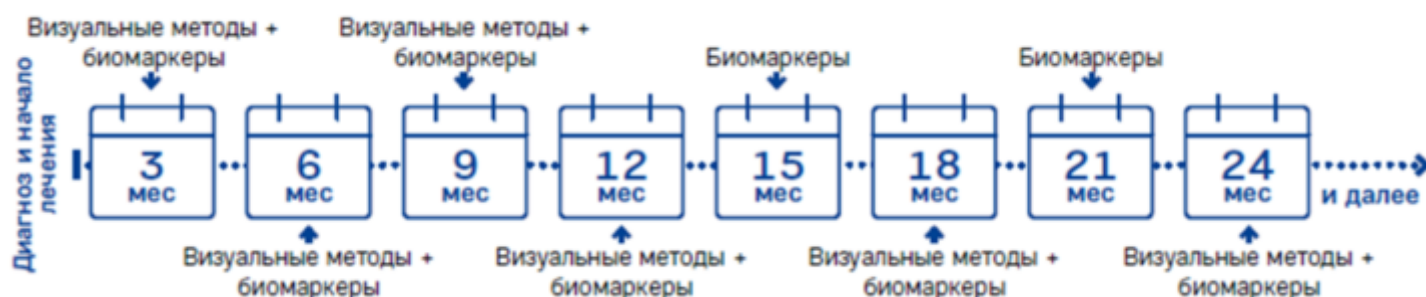 Диагноз и начало
лечения
Визуальные методы +
биомаркеры
Визуальные методы +
биомаркеры
Биомаркеры
Биомаркеры
3
мес
6
мес
9
мес
12
мес
15
мес
18
мес
21
мес
24
мес
и далее
Визуальные методы +
биомаркеры
Визуальные методы +
биомаркеры
Визуальные методы +
биомаркеры
Визуальные методы +
биомаркеры